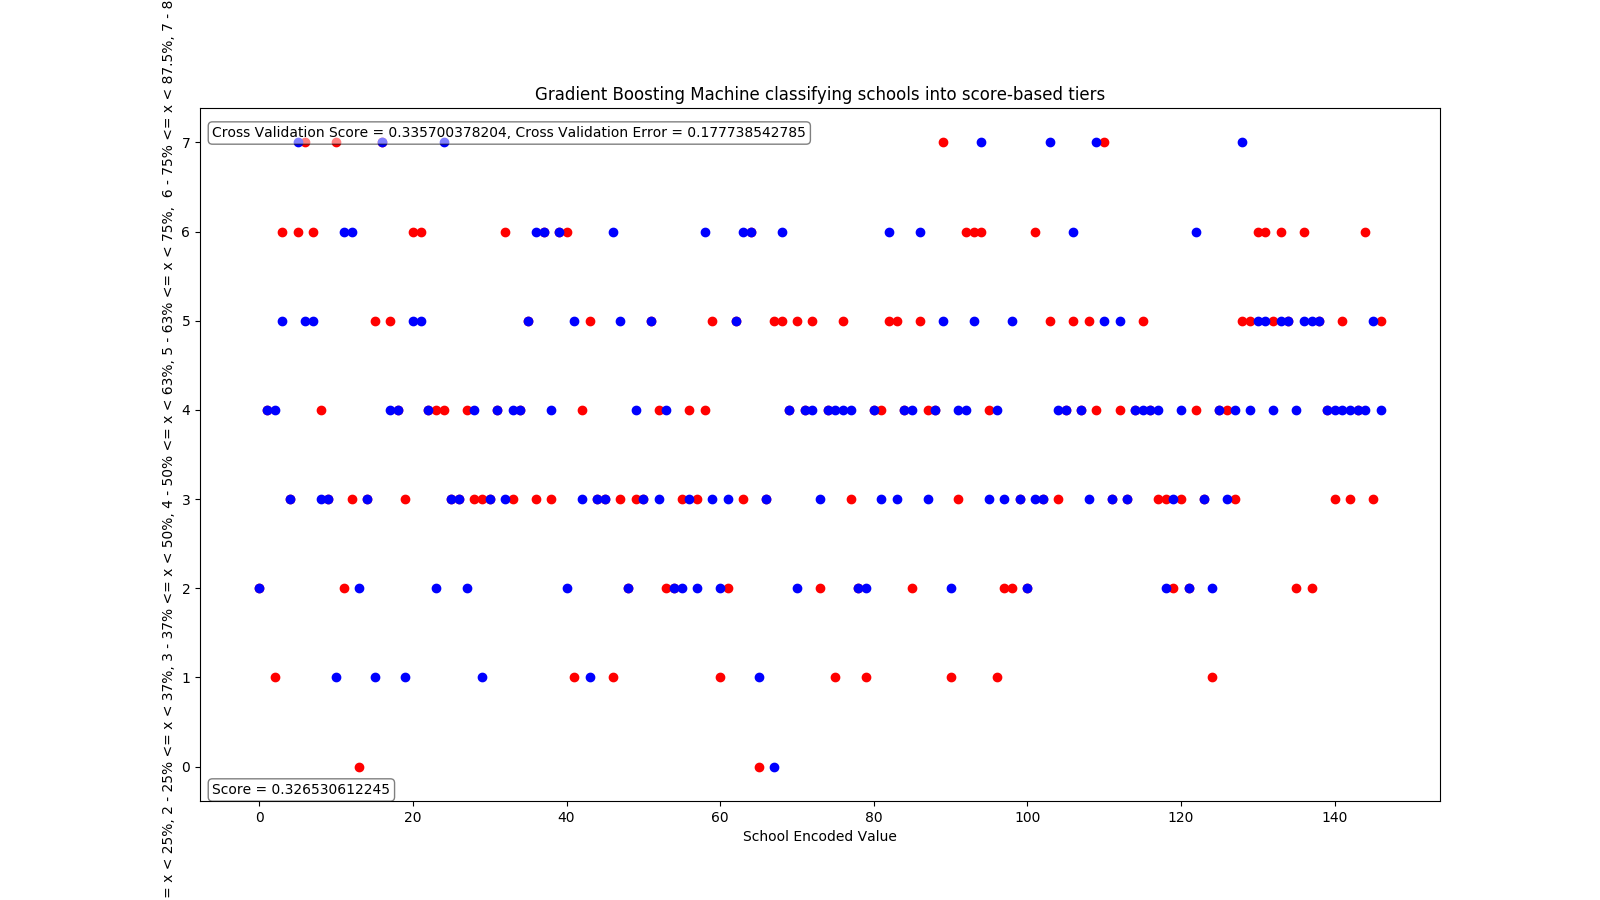 Gradient Boosting Machine classifying schools into score-based tiers
Cross Validation Score = 0.335700378204, Cross Validation Error = 0.177738542785
7
6
5
4
3
2
1
0
= x < 25%, 2 - 25% <= x < 37%, 3 - 37% <= x < 50%, 4 - 50% <= x < 63%, 5 - 63% <= x < 75%, 6 - 75% <= x < 87.5%, 7 - 8
Score = 0.326530612245
0 20 40 60 80 100 120 140
School Encoded Value